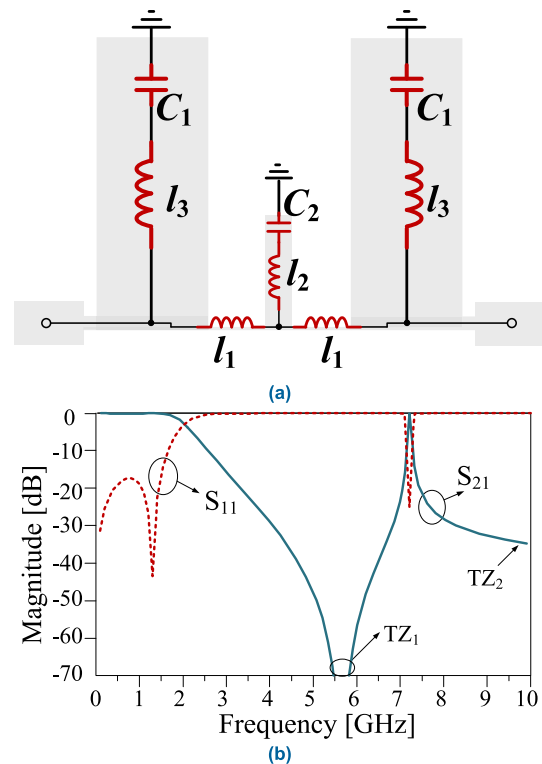 C1 C1
l3 C2 l3
l2
l1 l1
(a)
0
-10
-20
-30
-40
-50
-60
-70
Magnitude [dB]
S11
S21
TZ2
TZ1
0 1 2 3 4 5 6 7 8 9 10
Frequency [GHz]
(b)